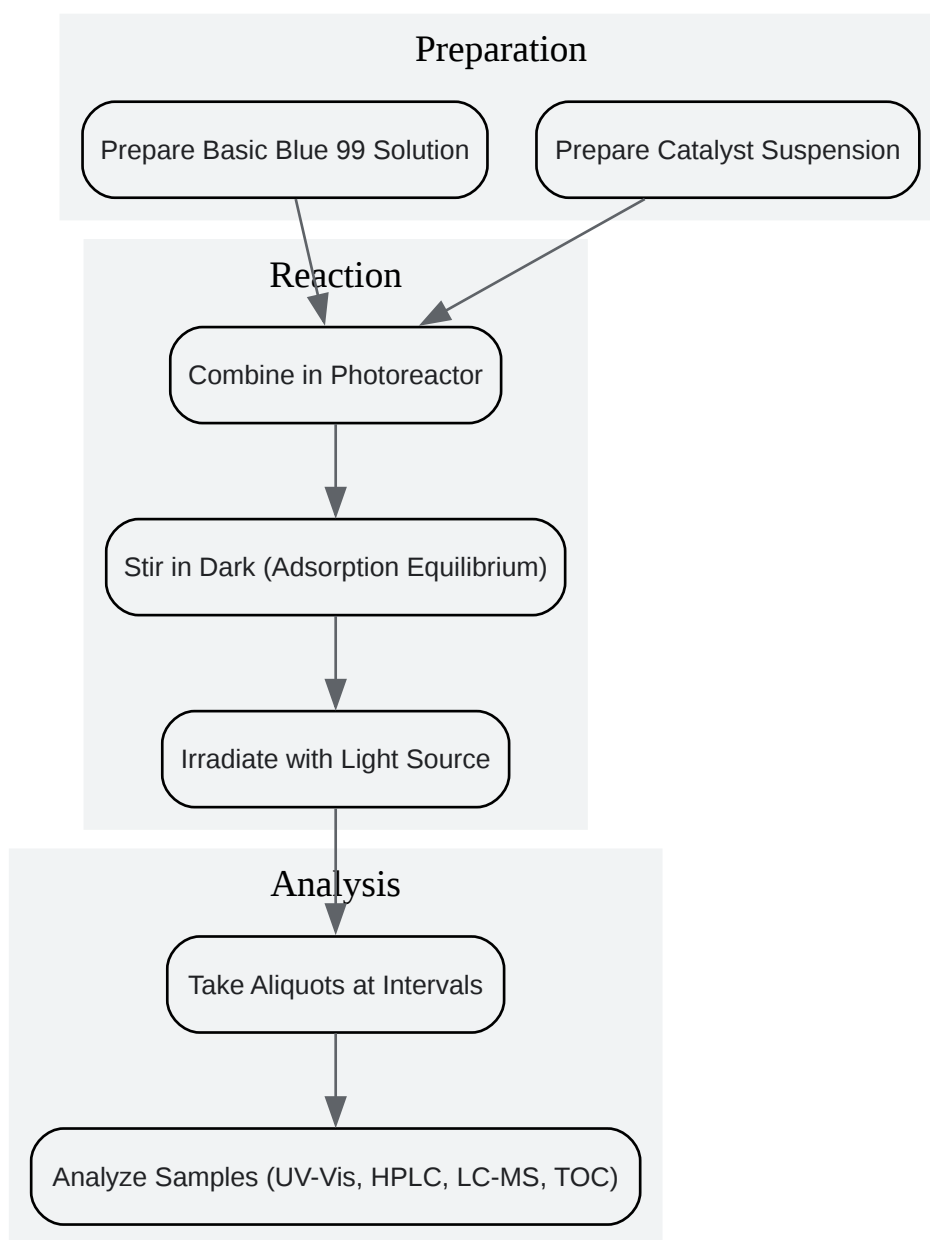 Preparation
Prepare Basic Blue 99 Solution
Prepare Catalyst Suspension
Reaction
Combine in Photoreactor
Stir in Dark (Adsorption Equilibrium)
Irradiate with Light Source
Analysis
Take Aliquots at Intervals
Analyze Samples (UV-Vis, HPLC, LC-MS, TOC)